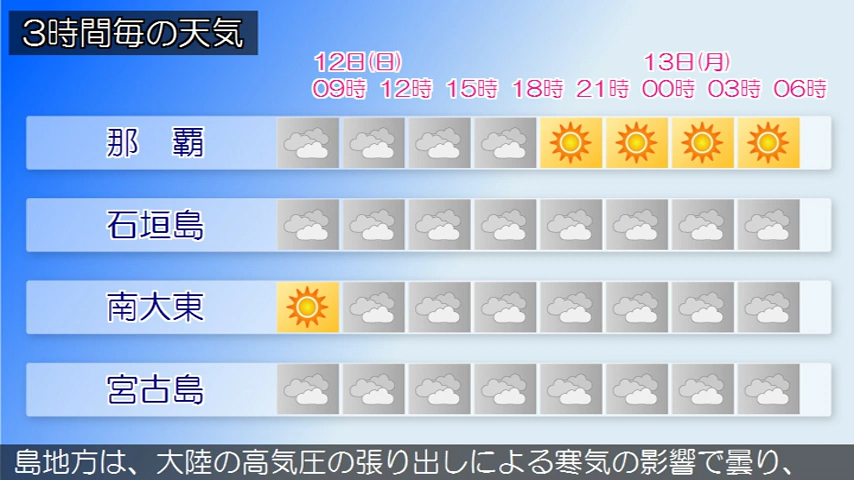 3時間毎の天気
12日(日) 13日(月)
09時 12時 15時 18時 21時 00時 03時 06時
那　覇
石垣島
南大東
宮古島
島地方は、大陸の高気圧の張り出しによる寒気の影響で曇り、